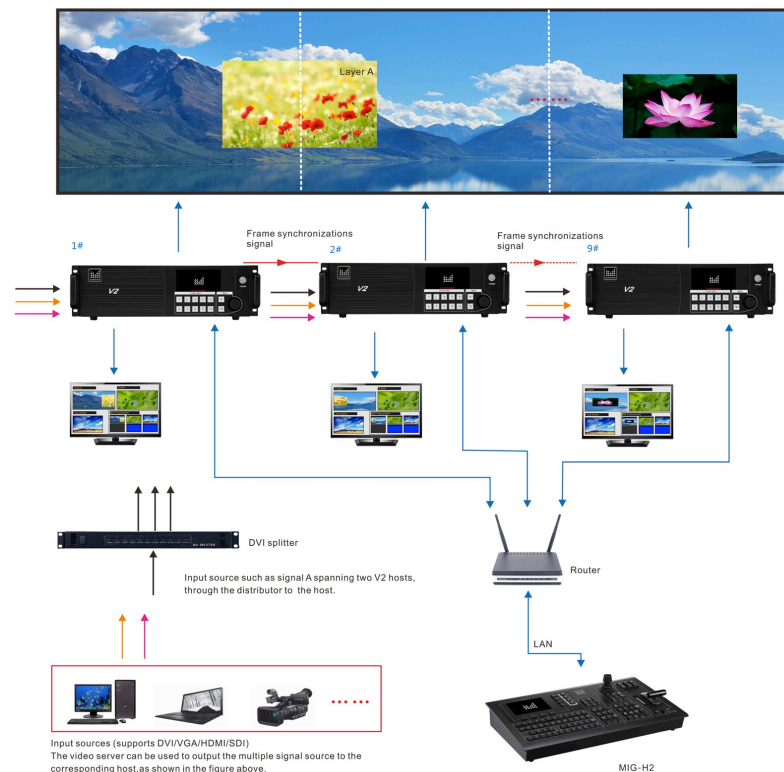 Layer A
Frame synchronizations
signal
Frame synchronizations
signal
1#
2#
9#
V2
V2
V2
DVI splitter
Input source such as signal A spanning two V2 hosts,
through the distributor to the host.
Router
LAN
Input sources (supports DVI/VGA/HDMI/SDI)
The video server can be used to output the multiple signal source to the
corresponding host,as shown in the figure above.
MIG-H2